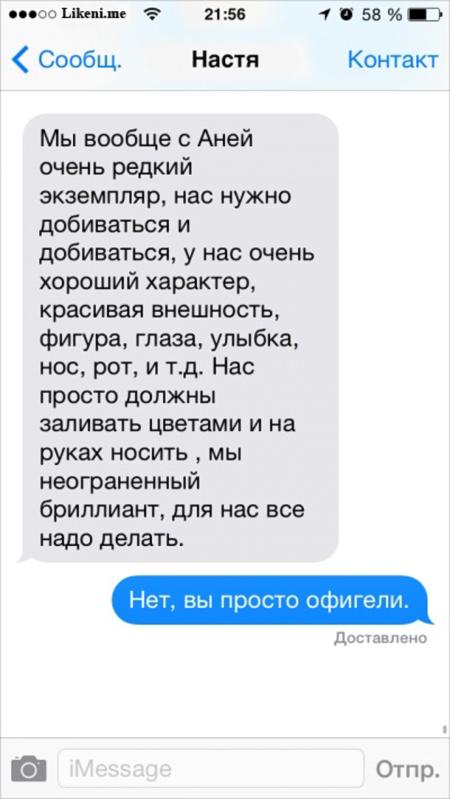 Likeni.me 21:56 58 %
Сообщ. Настя Контакт
Мы вообще с Аней
очень редкий
экземпляр, нас нужно
добиваться и
добиваться, у нас очень
хороший характер,
красивая внешность,
фигура, глаза, улыбка,
нос, рот, и т.д. Нас
просто должны
заливать цветами и на
руках носить , мы
неограненный
бриллиант, для нас все
надо делать.
Нет, вы просто офигели.
Доставлено
iMessage Отпр.